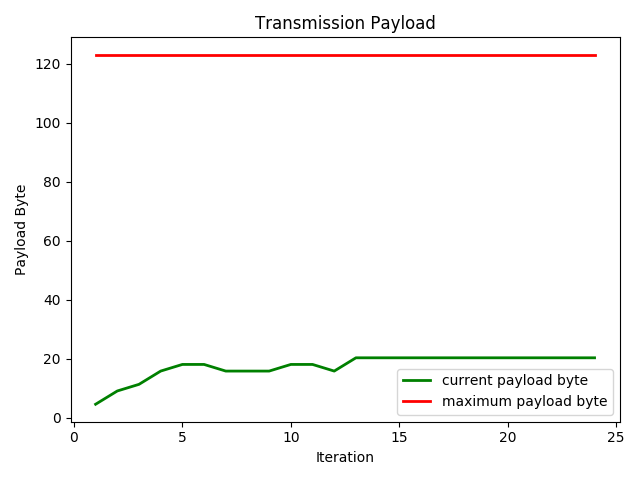 Transmission Payload
120
100
80
60
40
20
0
Payload Byte
0 5 10 15 20 25
Iteration
current payload byte
maximum payload byte